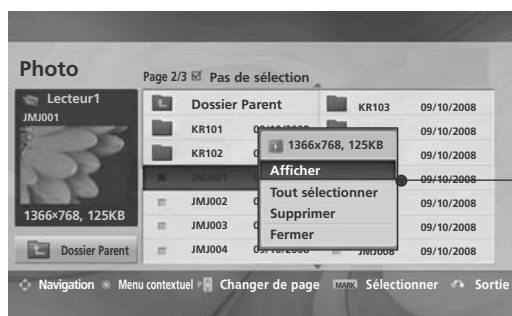 Photo
Page 2/3 Pas de sélection
Lecteur1
JMJ001
1366×768, 125KB
Dossier Parent
Dossier Parent
KR101
KR102
JMJ001
JMJ002
JMJ003
JMJ004
1366x768, 125KB
Afficher
Tout sélectionner
Supprimer
Fermer
KR103 09/10/2008
09/10/2008
09/10/2008
09/10/2008
09/10/2008
09/10/2008
JMJ008 09/10/2008
Navigation Menu contextuel P Changer de page MARK Sélectionner Sortie